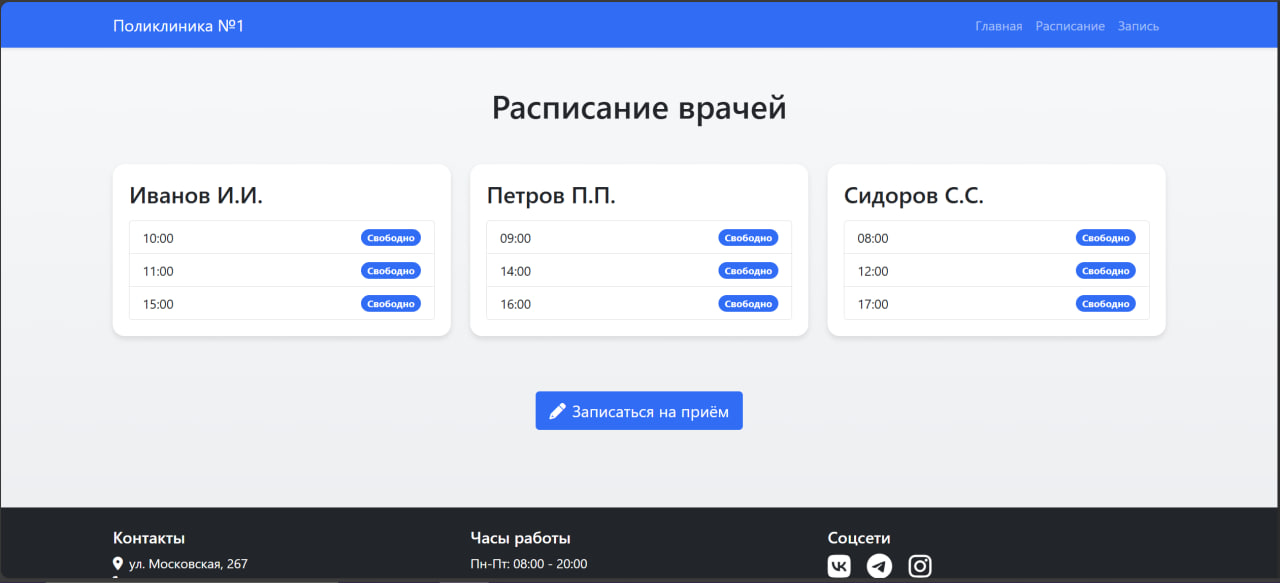 Поликлиника №1
Главная Расписание Запись
Расписание врачей
Иванов И.И.
10:00 Свободно
11:00 Свободно
15:00 Свободно
Петров П.П.
09:00 Свободно
14:00 Свободно
16:00 Свободно
Сидоров С.С.
08:00 Свободно
12:00 Свободно
17:00 Свободно
Записаться на приём
Контакты
ул. Московская, 267
Часы работы
Пн-Пт: 08:00 - 20:00
Соцсети